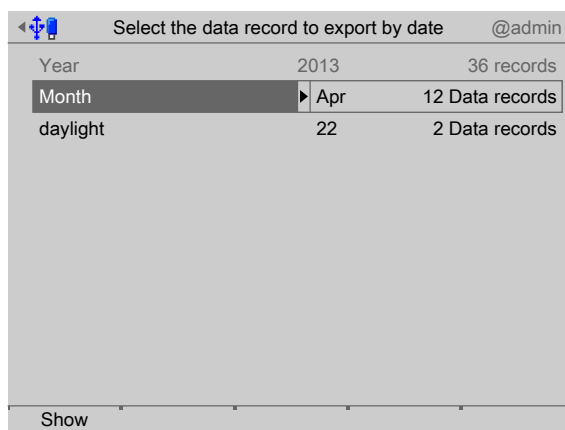 Select the data record to export by date @admin
Year 2013 36 records
Month Apr 12 Data records
daylight 22 2 Data records
Show